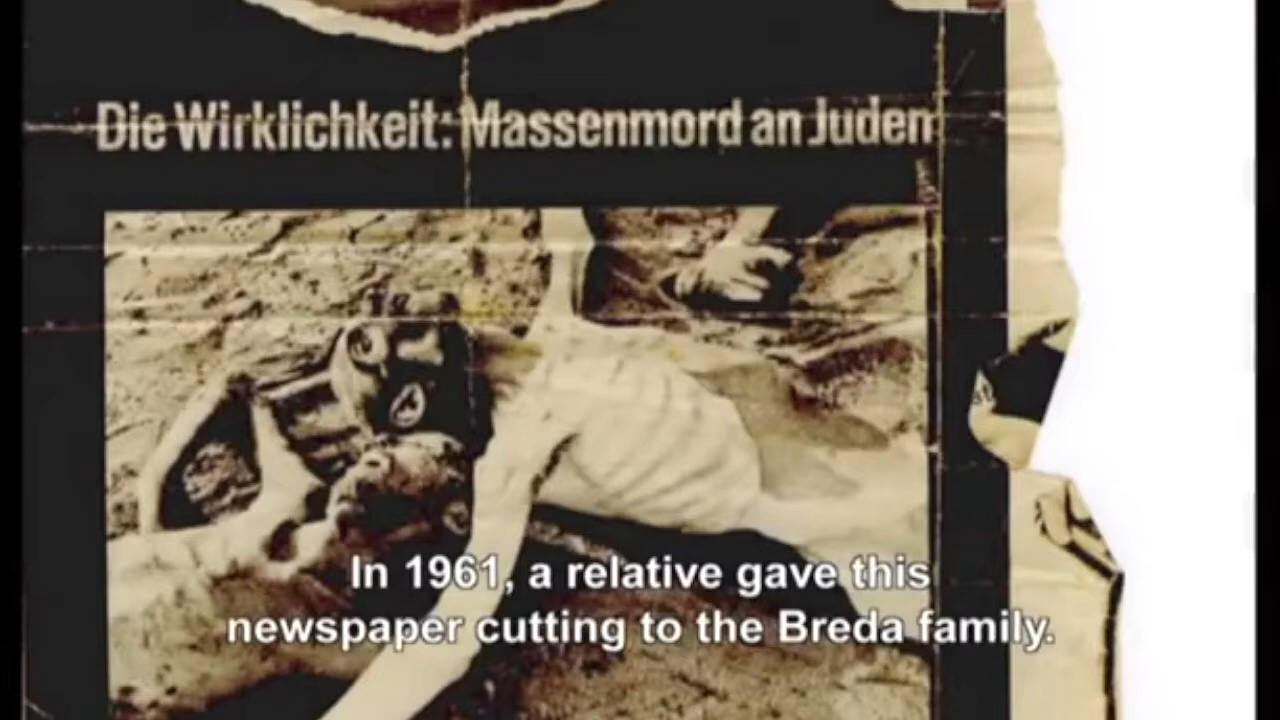 Die Wirklichkeit: Massenmord an Juden
In 1961, a relative gave this
newspaper cutting to the Breda family.